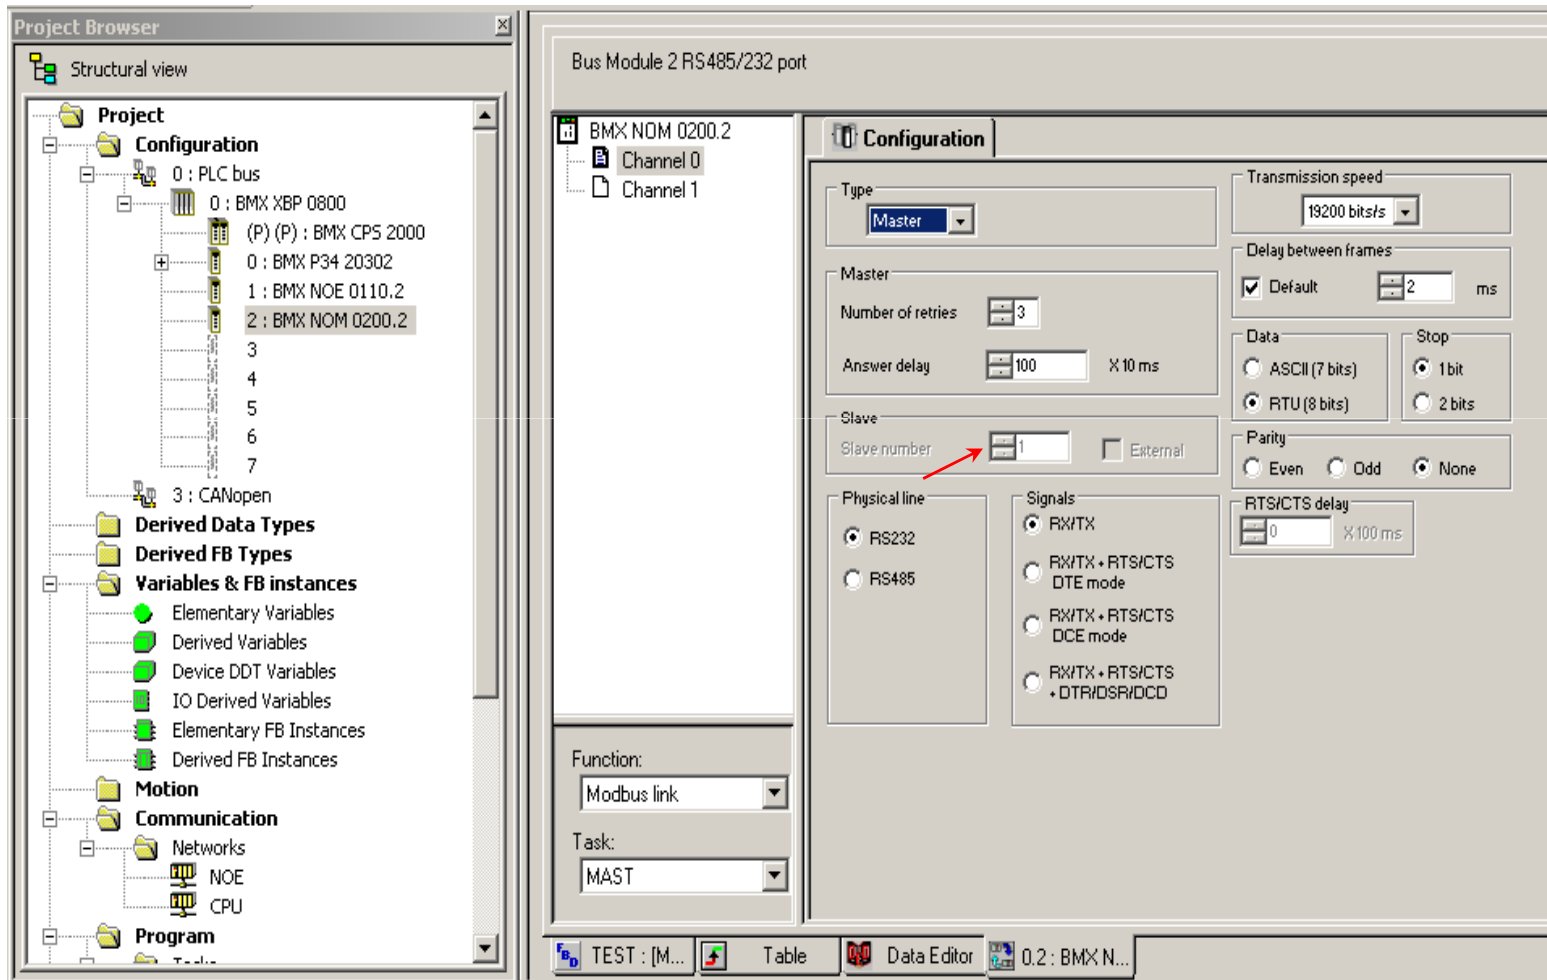 Project Browser
Structural view
Project
Configuration
0 : PLC bus
0 : BMX XBP 0800
(P) (P) : BMX CPS 2000
0 : BMX P34 20302
1 : BMX NOE 0110.2
2 : BMX NOM 0200.2
3
4
5
6
7
3 : CANopen
Derived Data Types
Derived FB Types
Variables & FB instances
Elementary Variables
Derived Variables
Device DDT Variables
IO Derived Variables
Elementary FB Instances
Derived FB Instances
Motion
Communication
Networks
NOE
CPU
Program
Bus Module 2 RS485/232 port
BMX NOM 0200.2
Channel 0
Channel 1
Function:
Modbus link
Task:
MAST
Configuration
Type
Master
Master
Number of retries 3
Answer delay 100 X 10 ms
Slave
Slave number 1 External
Physical line
RS232
RS485
Signals
RX/TX
RX/TX + RTS/CTS
DTE mode
RX/TX + RTS/CTS
DCE mode
RX/TX + RTS/CTS
+ DTR/DSR/DCD
Transmission speed
19200 bits/s
Delay between frames
Default 2 ms
Data
ASCII (7 bits)
RTU (8 bits)
Stop
1 bit
2 bits
Parity
Even Odd None
RTS/CTS delay
0 X 100 ms
TEST : [M... Table Data Editor 0.2 : BMX N...